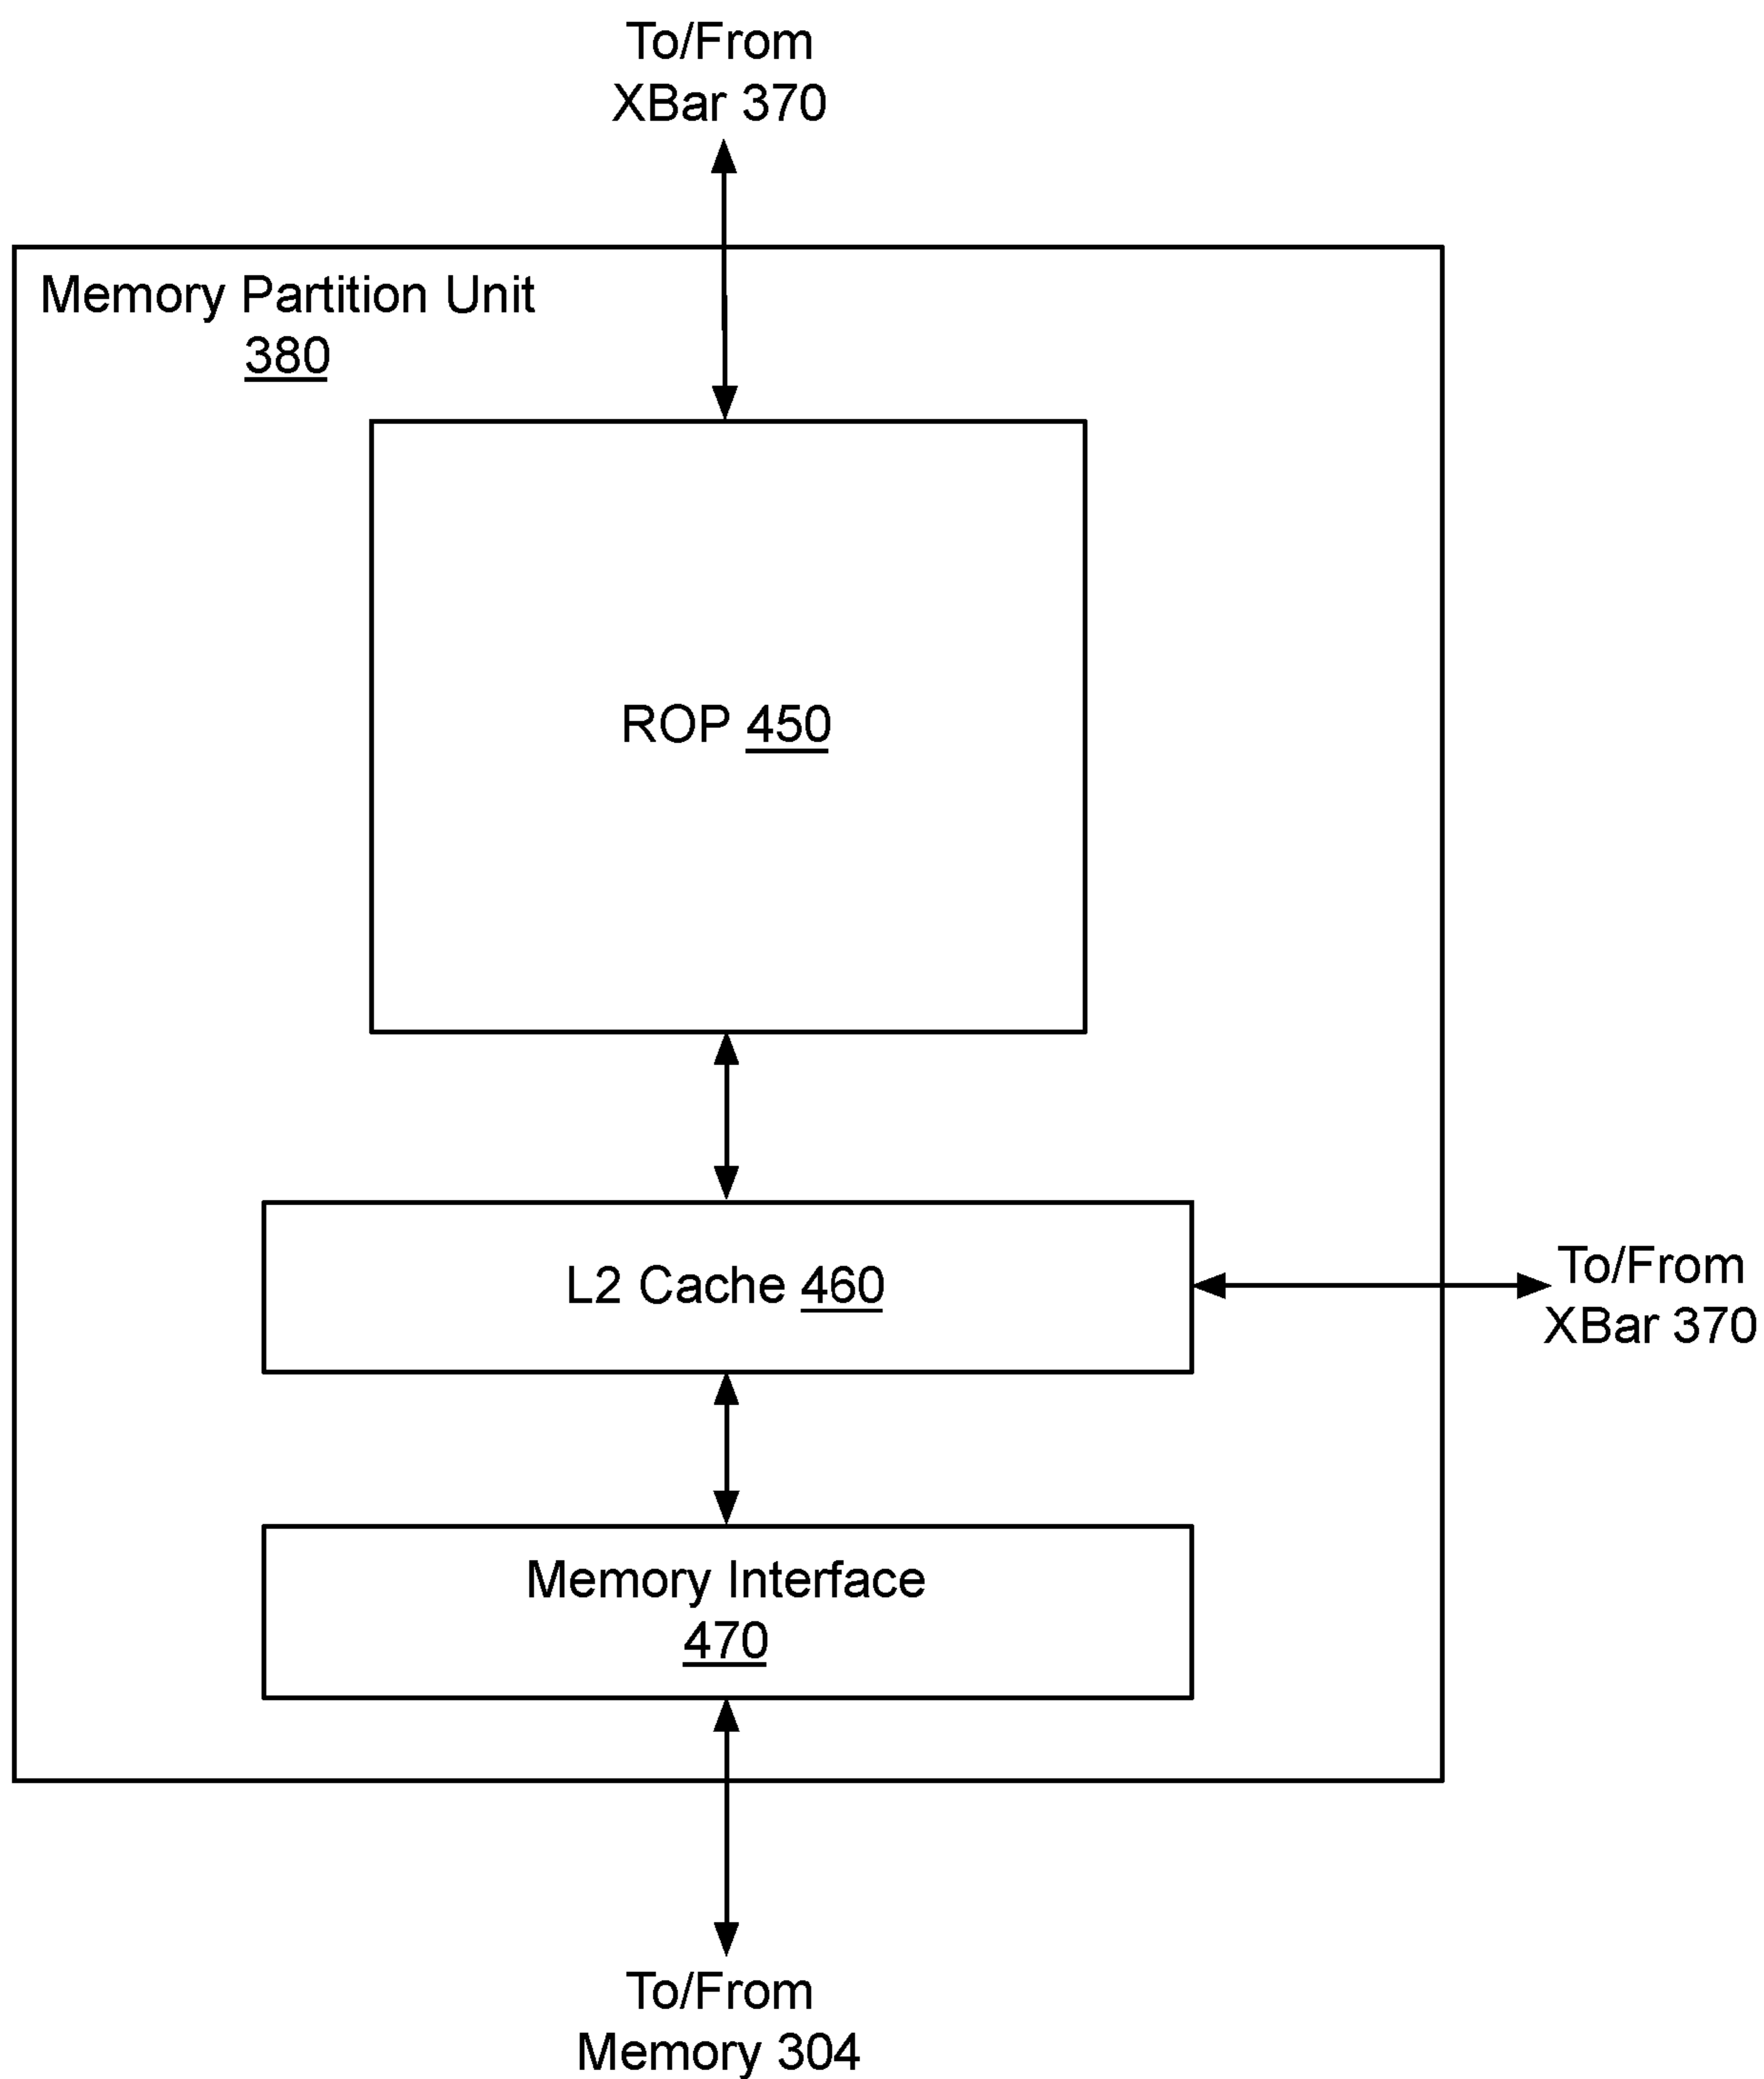 To/From
XBar 370
Memory Partition Unit
380
ROP 450
L2 Cache 460
To/From
XBar 370
Memory Interface
470
To/From
Memory 304